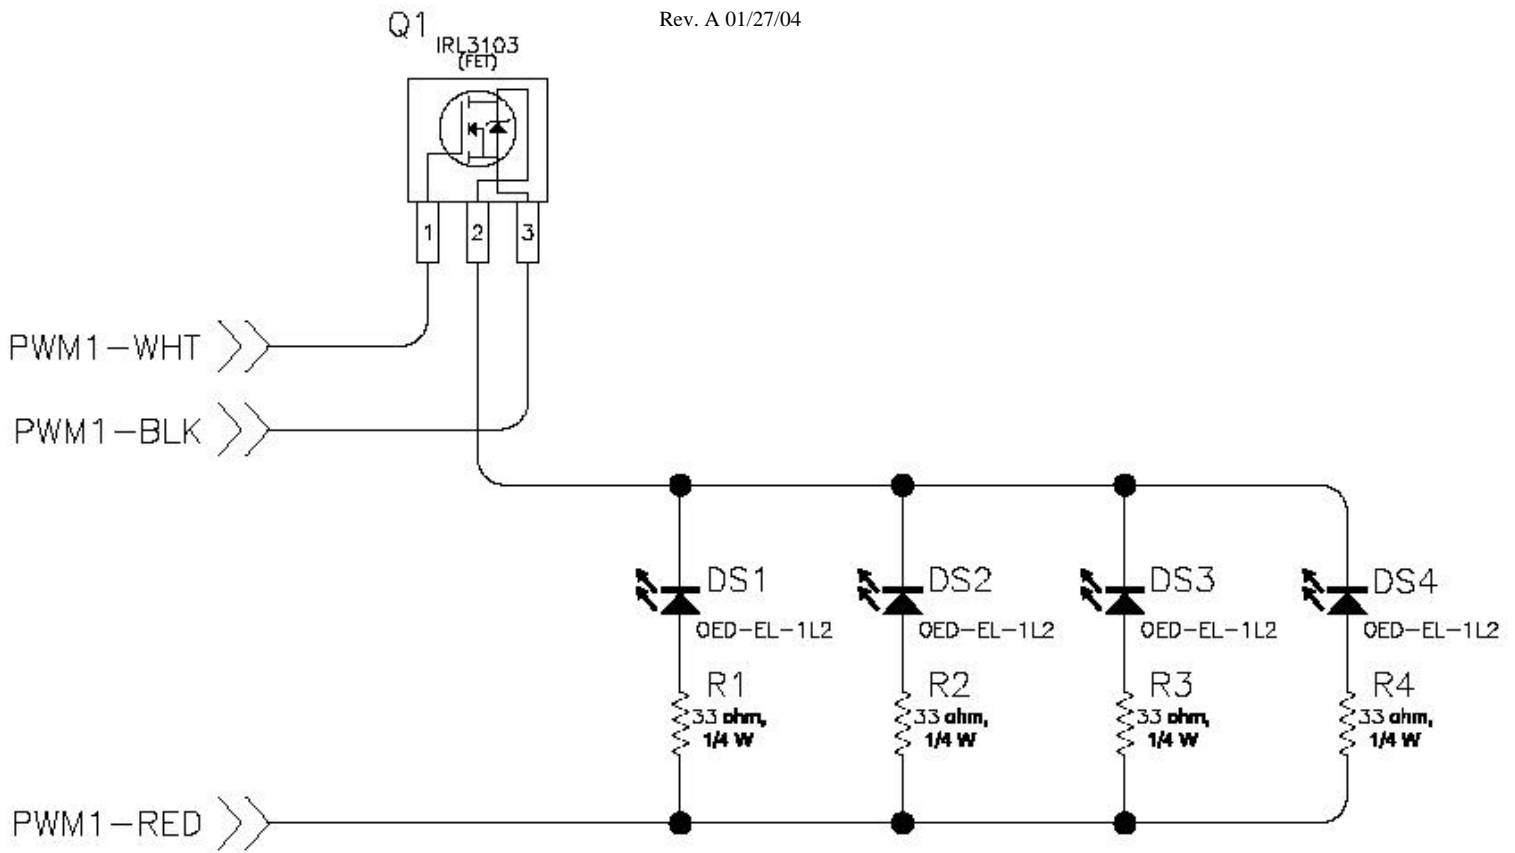 Rev. A 01/27/04
Q1
IRL3103
(FET)
1 2 3
PWM1-WHT
PWM1-BLK
DS1 DS2 DS3 DS4
OED-EL-1L2 OED-EL-1L2 OED-EL-1L2 OED-EL-1L2
R1 R2 R3 R4
33 ohm, 33 ohm, 33 ohm, 33 ohm,
1/4 W 1/4 W 1/4 W 1/4 W
PWM1-RED